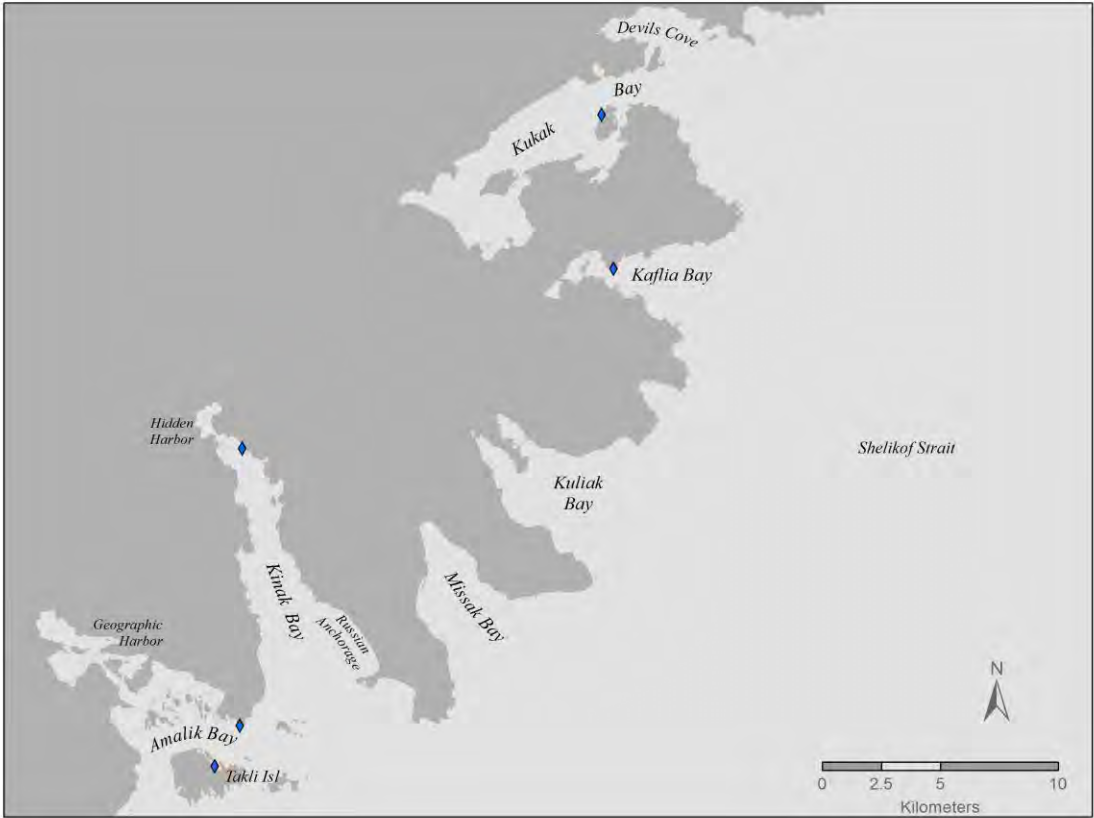 Devils Cove
Bay
Kukak
Kaflia Bay
Hidden
Harbor
Shelikof Strait
Kuliak
Bay
Kinak Bay
Missak Bay
Russian
Anchorage
Geographic
Harbor
N
Amalik Bay
Takli Isl
0 2.5 5 10
Kilometers